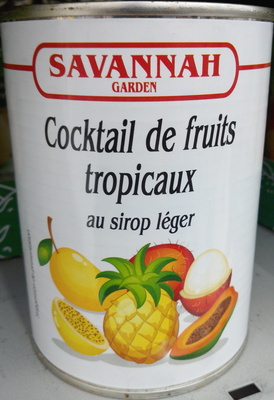 SAVANNAH
GARDEN
Cocktail de fruits
tropicaux
au sirop léger